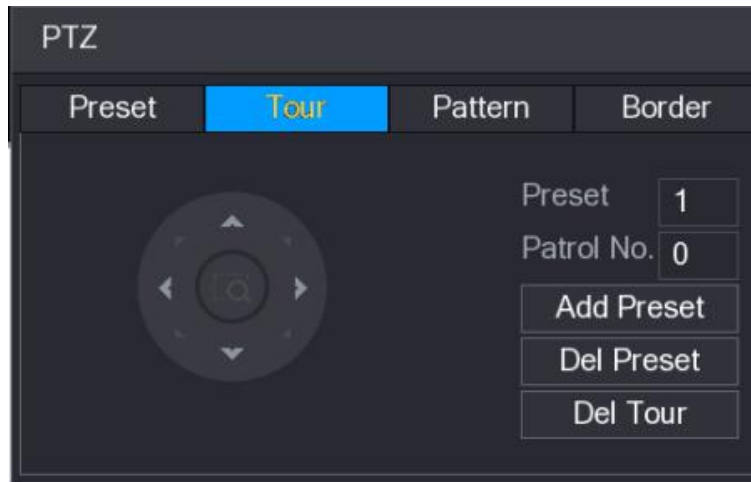 PTZ
Preset Tour Pattern Border
Preset 1
Patrol No. 0
Add Preset
Del Preset
Del Tour